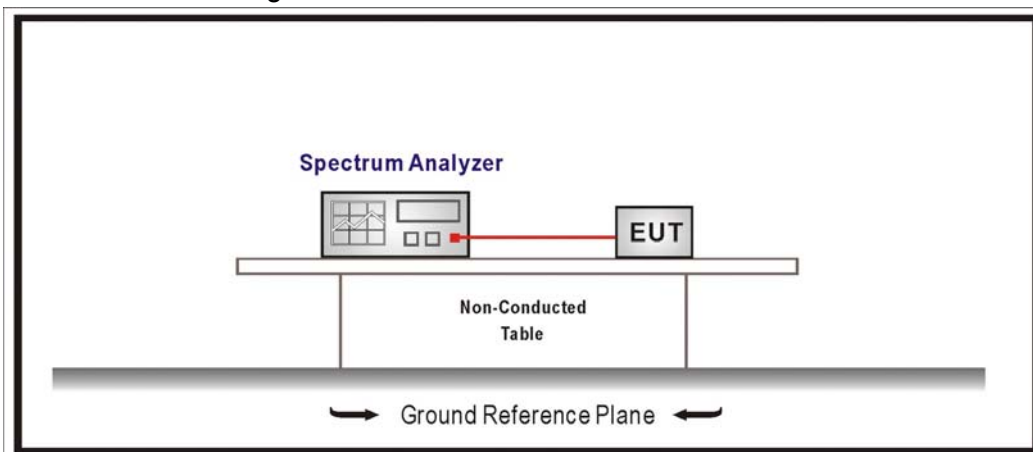 Spectrum Analyzer
EUT
Non-Conducted
Table
Ground Reference Plane